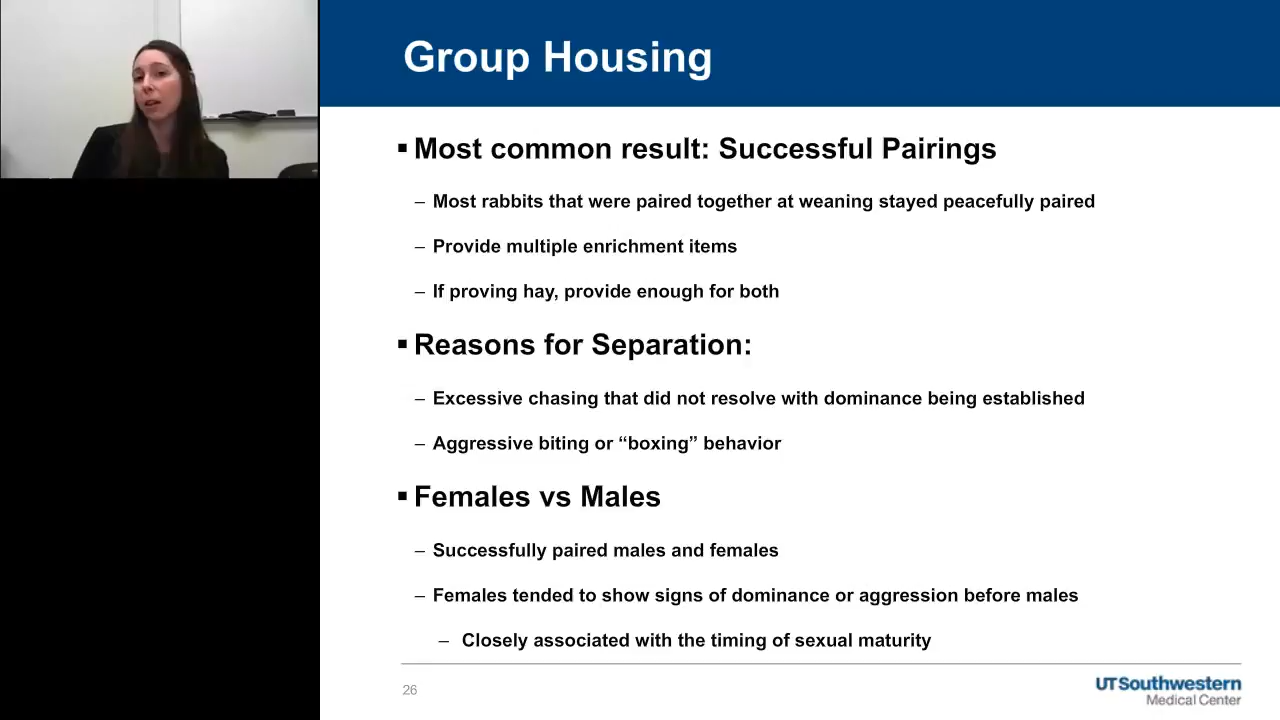 Group Housing
▪ Most common result: Successful Pairings
– Most rabbits that were paired together at weaning stayed peacefully paired
– Provide multiple enrichment items
– If proving hay, provide enough for both
▪ Reasons for Separation:
– Excessive chasing that did not resolve with dominance being established
– Aggressive biting or “boxing” behavior
▪ Females vs Males
– Successfully paired males and females
– Females tended to show signs of dominance or aggression before males
– Closely associated with the timing of sexual maturity
26
UTSouthwestern
Medical Center